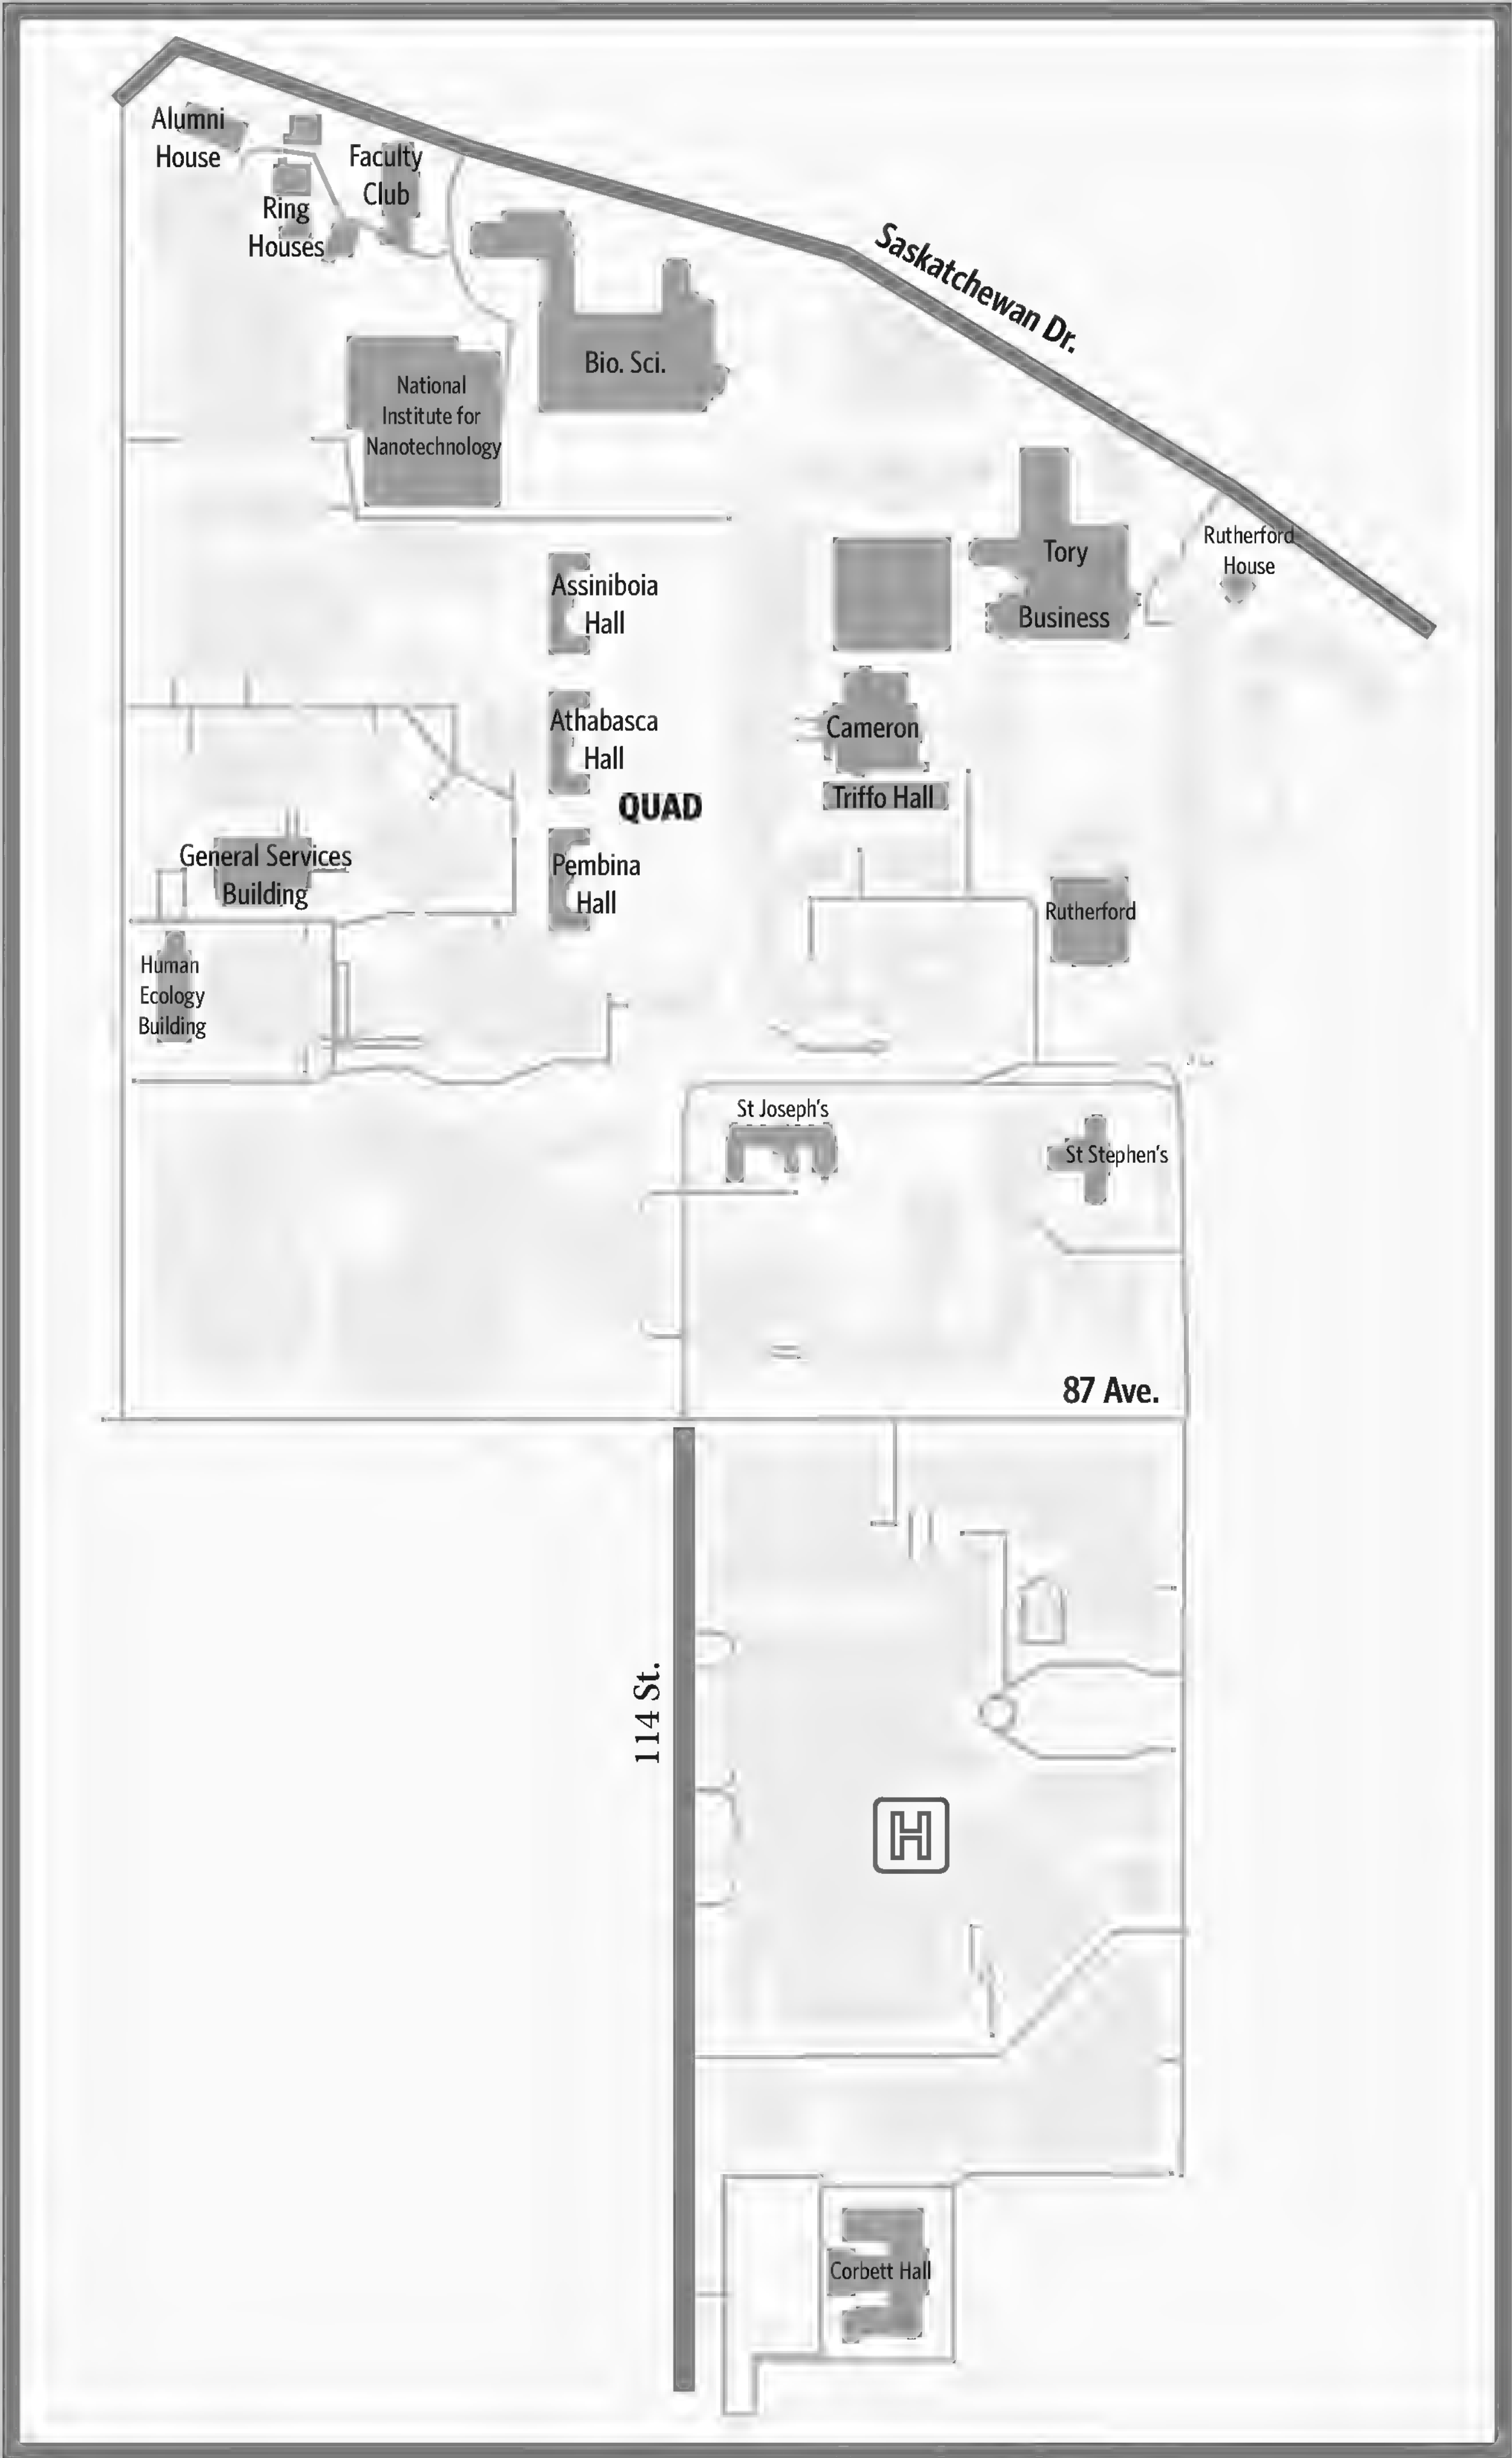 Alumni
House
Faculty
Club
Ring
Houses
Saskatchewan Dr.
Bio. Sci.
National
Institute for
Nanotechnology
Rutherford
House
Tory
Business
Assiniboia
Hall
Athabasca
Hall
Cameron
QUAD
Triffo Hall
General Services
Building
Pembina
Hall
Rutherford
Human
Ecology
Building
St Joseph's
St Stephen's
87 Ave.
114 St.
H
Corbett Hall